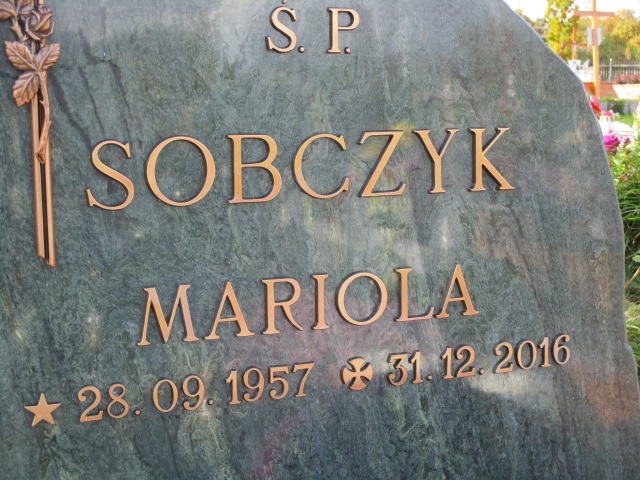 Ś. P.
SOBCZYK
MARIOLA
28. 09. 1957 31. 12. 2016